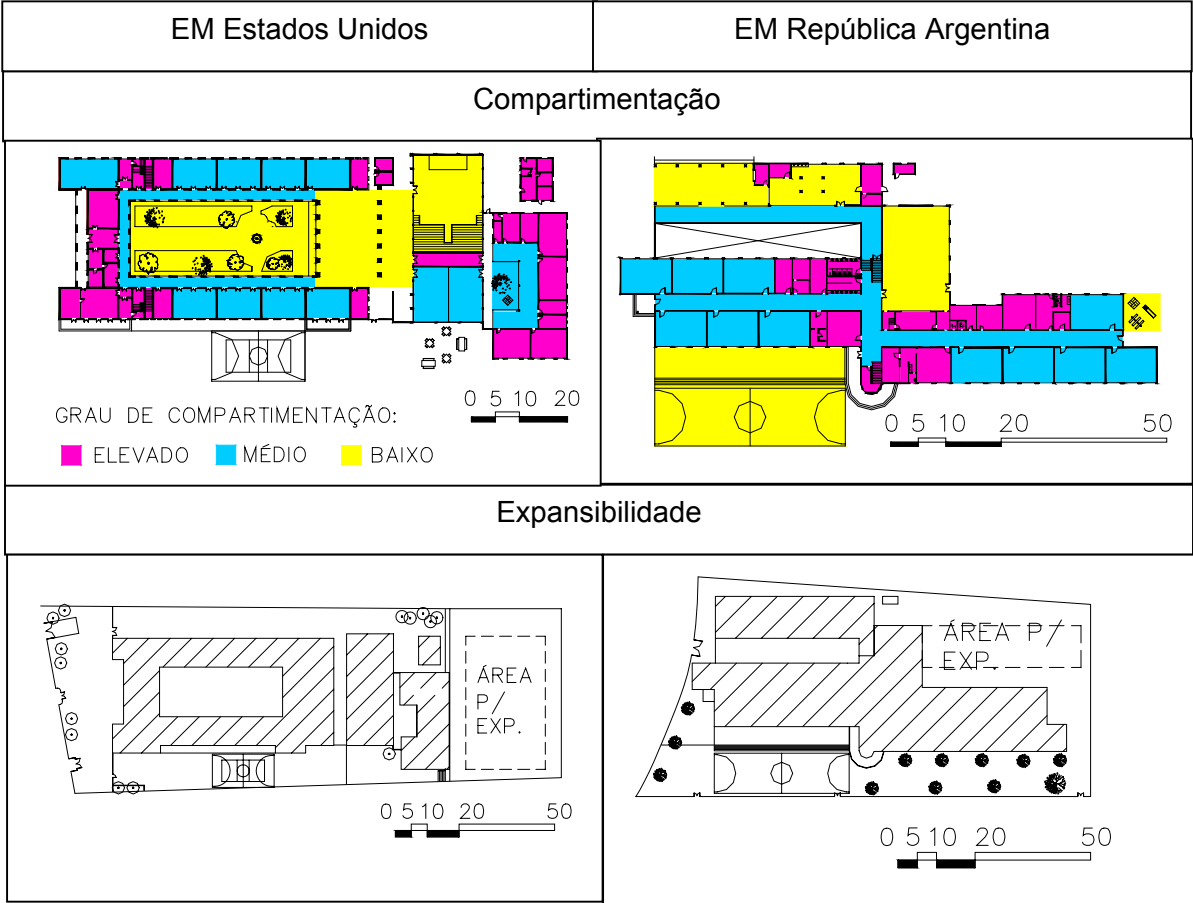 EM Estados Unidos
EM República Argentina
Compartimentação
GRAU DE COMPARTIMENTAÇÃO:
ELEVADO MÉDIO BAIXO
0 5 10 20
0 5 10 20 50
Expansibilidade
ÁREA
P/
EXP.
0 5 10 20 50
ÁREA P/
EXP.
0 5 10 20 50